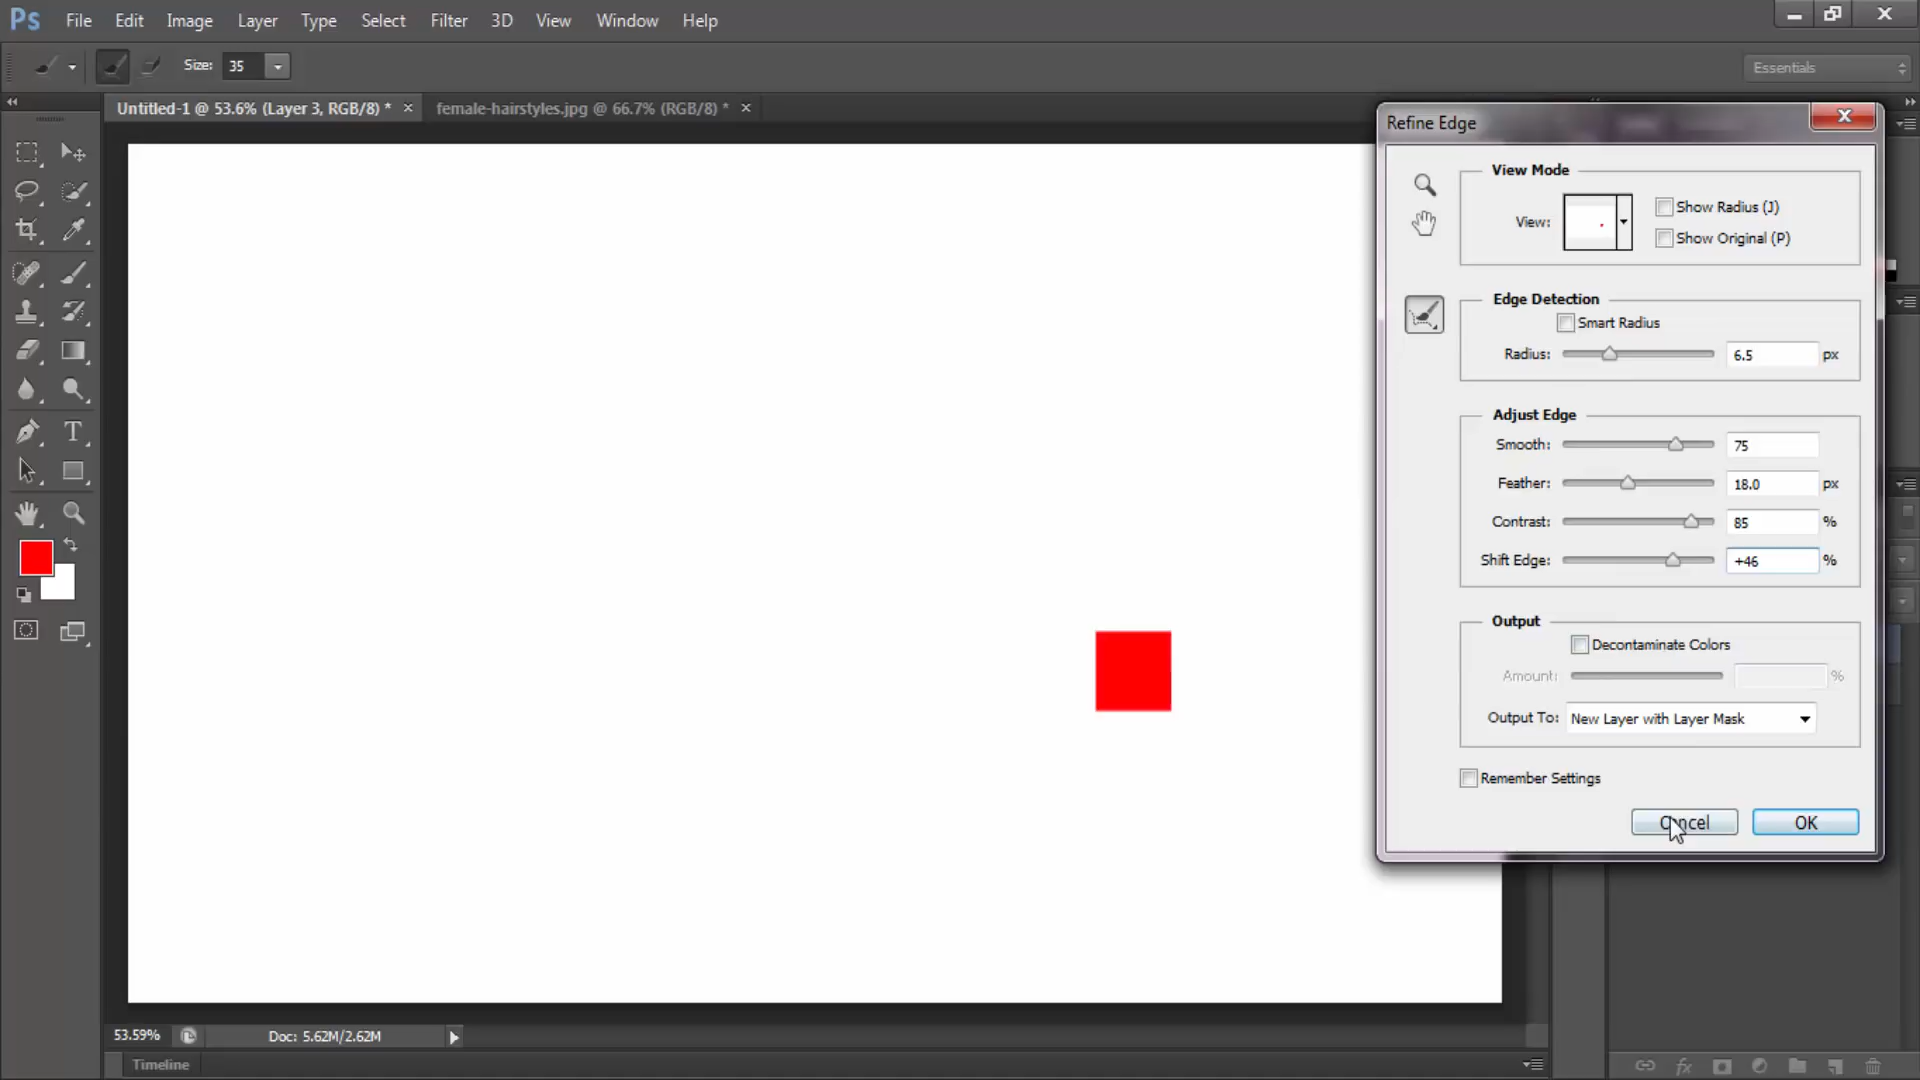 Ps File Edit Image Layer Type Select Filter 3D View Window Help
Size: 35
Essentials
Untitled-1 @ 53.6% (Layer 3, RGB/8) * ×
female-hairstyles.jpg @ 66.7% (RGB/8) * ×
Refine Edge
View Mode
View:
Show Radius (J)
Show Original (P)
Edge Detection
Smart Radius
Radius: 6.5 px
Adjust Edge
Smooth: 75
Feather: 18.0 px
Contrast: 85 %
Shift Edge: +46 %
Output
Decontaminate Colors
Amount: %
Output To: New Layer with Layer Mask
Remember Settings
Cancel OK
53.59% Doc: 5.62M/2.62M
Timeline